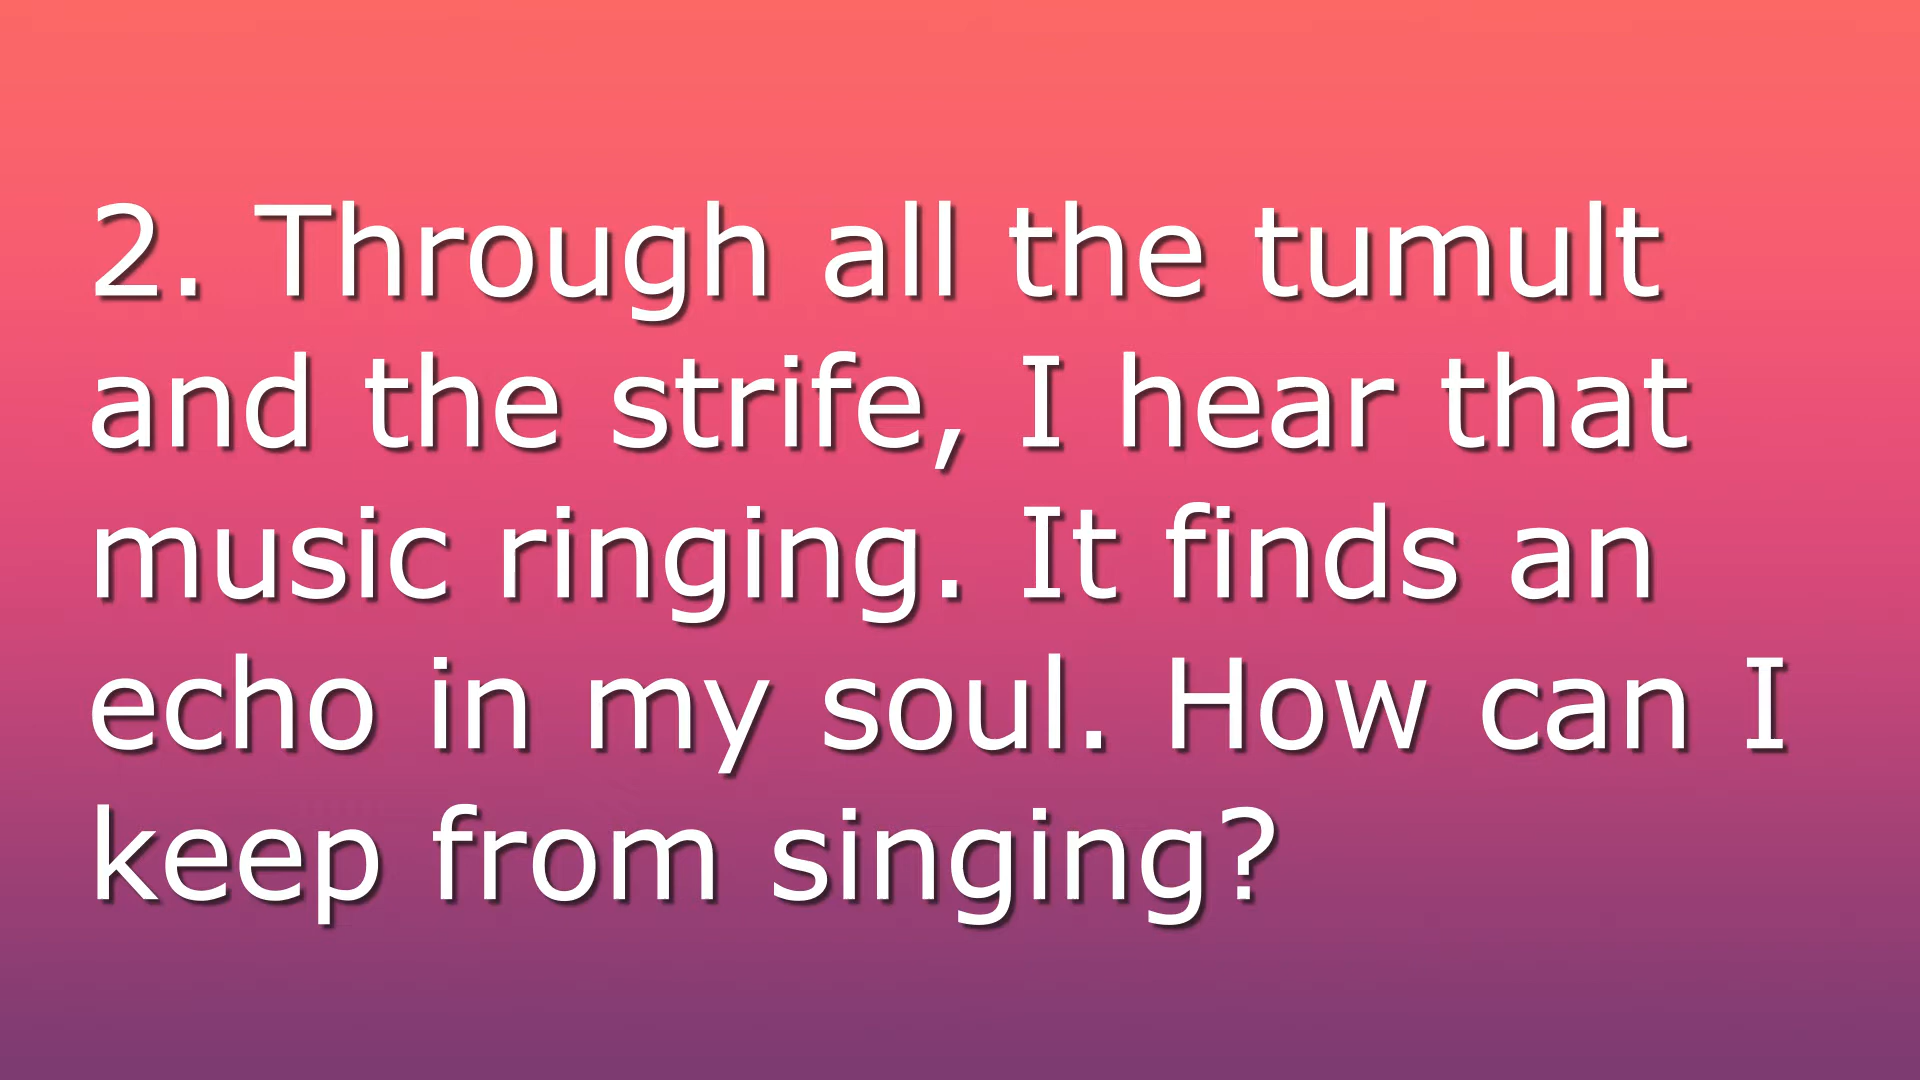 2. Through all the tumult
and the strife, I hear that
music ringing. It finds an
echo in my soul. How can I
keep from singing?